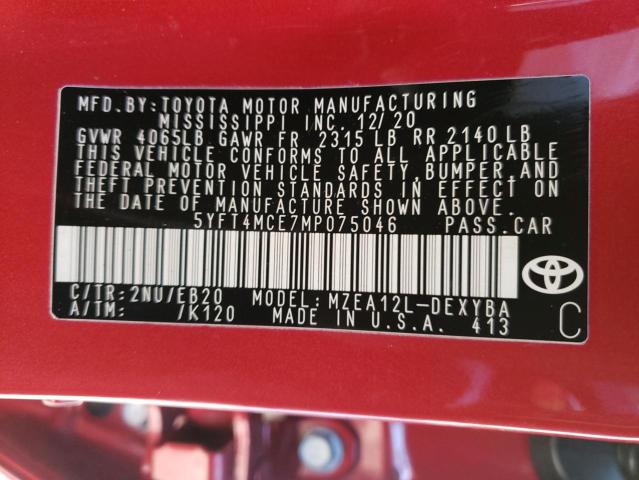 MFD. BY: TOYOTA MOTOR MANUFACTURING
MISSISSIPPI INC. 12/20
GVWR 4065LB GAWR FR 2315 LB RR 2140 LB
THIS VEHICLE CONFORMS TO ALL APPLICABLE
FEDERAL MOTOR VEHICLE SAFETY, BUMPER, AND
THEFT PREVENTION STANDARDS IN EFFECT ON
THE DATE OF MANUFACTURE SHOWN ABOVE.
5YFT4MCE7MP075046 PASS. CAR
C/TR: 2NU/EB20 MODEL: MZEA12L-DEXYBA
A/TM: /K120 MADE IN U.S.A. 413
C